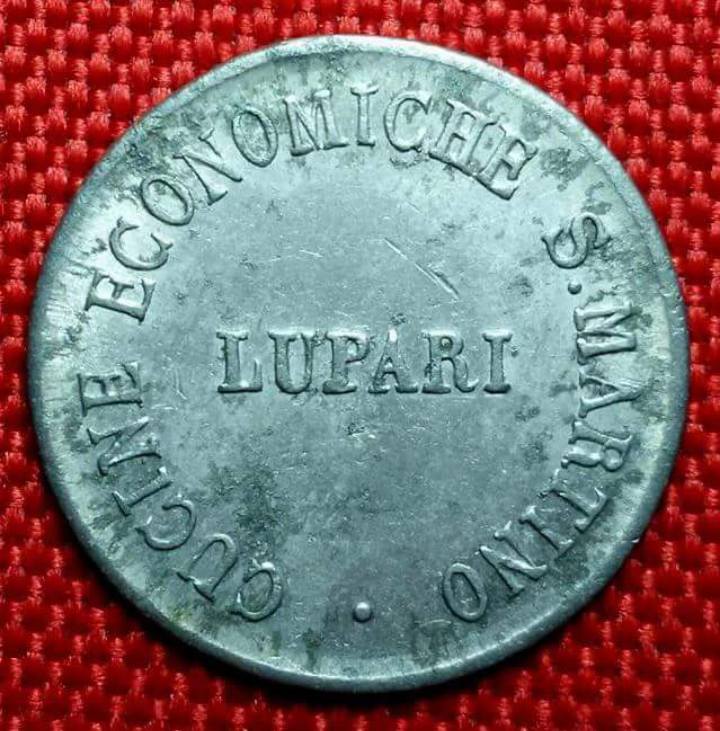 CUCINE ECONOMICHE S. MARTINO
LUPARI